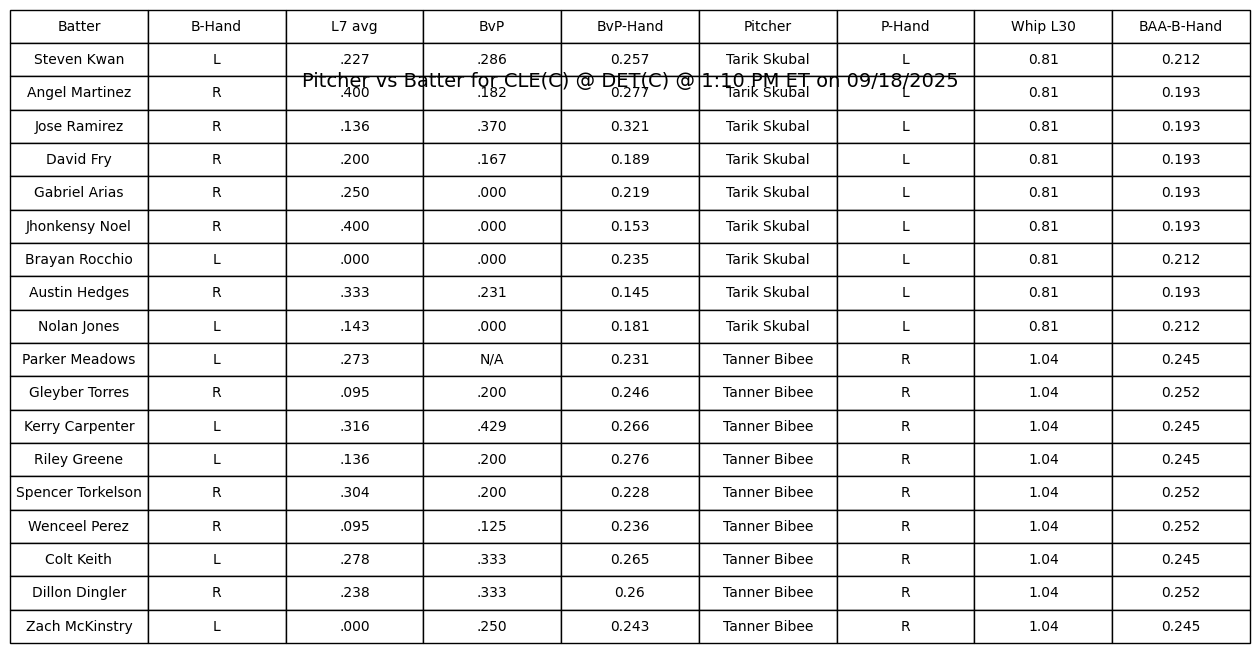 Batter B-Hand L7 avg BvP BvP-Hand Pitcher P-Hand Whip L30 BAA-B-Hand
Steven Kwan L .227 .286 0.257 Tarik Skubal L 0.81 0.212
Pitcher vs Batter for CLE(C) @ DET(C) @ 1:10 PM ET on 09/18/2025
Angel Martinez R .400 .182 0.277 Tarik Skubal L 0.81 0.193
Jose Ramirez R .136 .370 0.321 Tarik Skubal L 0.81 0.193
David Fry R .200 .167 0.189 Tarik Skubal L 0.81 0.193
Gabriel Arias R .250 .000 0.219 Tarik Skubal L 0.81 0.193
Jhonkensy Noel R .400 .000 0.153 Tarik Skubal L 0.81 0.193
Brayan Rocchio L .000 .000 0.235 Tarik Skubal L 0.81 0.212
Austin Hedges R .333 .231 0.145 Tarik Skubal L 0.81 0.193
Nolan Jones L .143 .000 0.181 Tarik Skubal L 0.81 0.212
Parker Meadows L .273 N/A 0.231 Tanner Bibee R 1.04 0.245
Gleyber Torres R .095 .200 0.246 Tanner Bibee R 1.04 0.252
Kerry Carpenter L .316 .429 0.266 Tanner Bibee R 1.04 0.245
Riley Greene L .136 .200 0.276 Tanner Bibee R 1.04 0.245
Spencer Torkelson R .304 .200 0.228 Tanner Bibee R 1.04 0.252
Wenceel Perez R .095 .125 0.236 Tanner Bibee R 1.04 0.252
Colt Keith L .278 .333 0.265 Tanner Bibee R 1.04 0.245
Dillon Dingler R .238 .333 0.26 Tanner Bibee R 1.04 0.252
Zach McKinstry L .000 .250 0.243 Tanner Bibee R 1.04 0.245